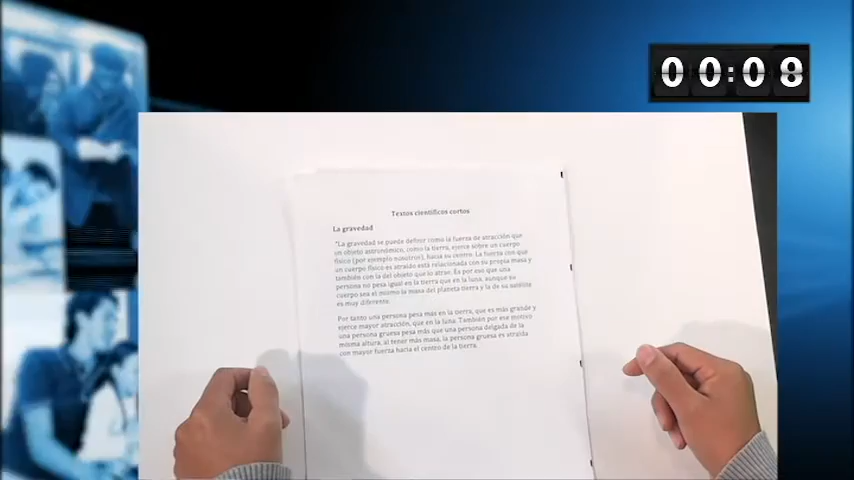 00:08
Textos científicos cortos
La gravedad
"La gravedad se puede definir como la fuerza de atracción que
un objeto astronómico, como la tierra, ejerce sobre un cuerpo
físico (por ejemplo nosotros), hacia su centro. La fuerza con que
un cuerpo físico es atraído está relacionada con su propia masa y
también con la del objeto que lo atrae. Es por eso que una
persona no pesa igual en la tierra que en la luna, aunque su
cuerpo sea el mismo la masa del planeta tierra y la de su satélite
es muy diferente.
Por tanto una persona pesa más en la tierra, que es más grande y
ejerce mayor atracción, que en la luna. También por ese motivo
una persona gruesa pesa más que una persona delgada de la
misma altura, al tener más masa, la persona gruesa es atraída
con mayor fuerza hacia el centro de la tierra.